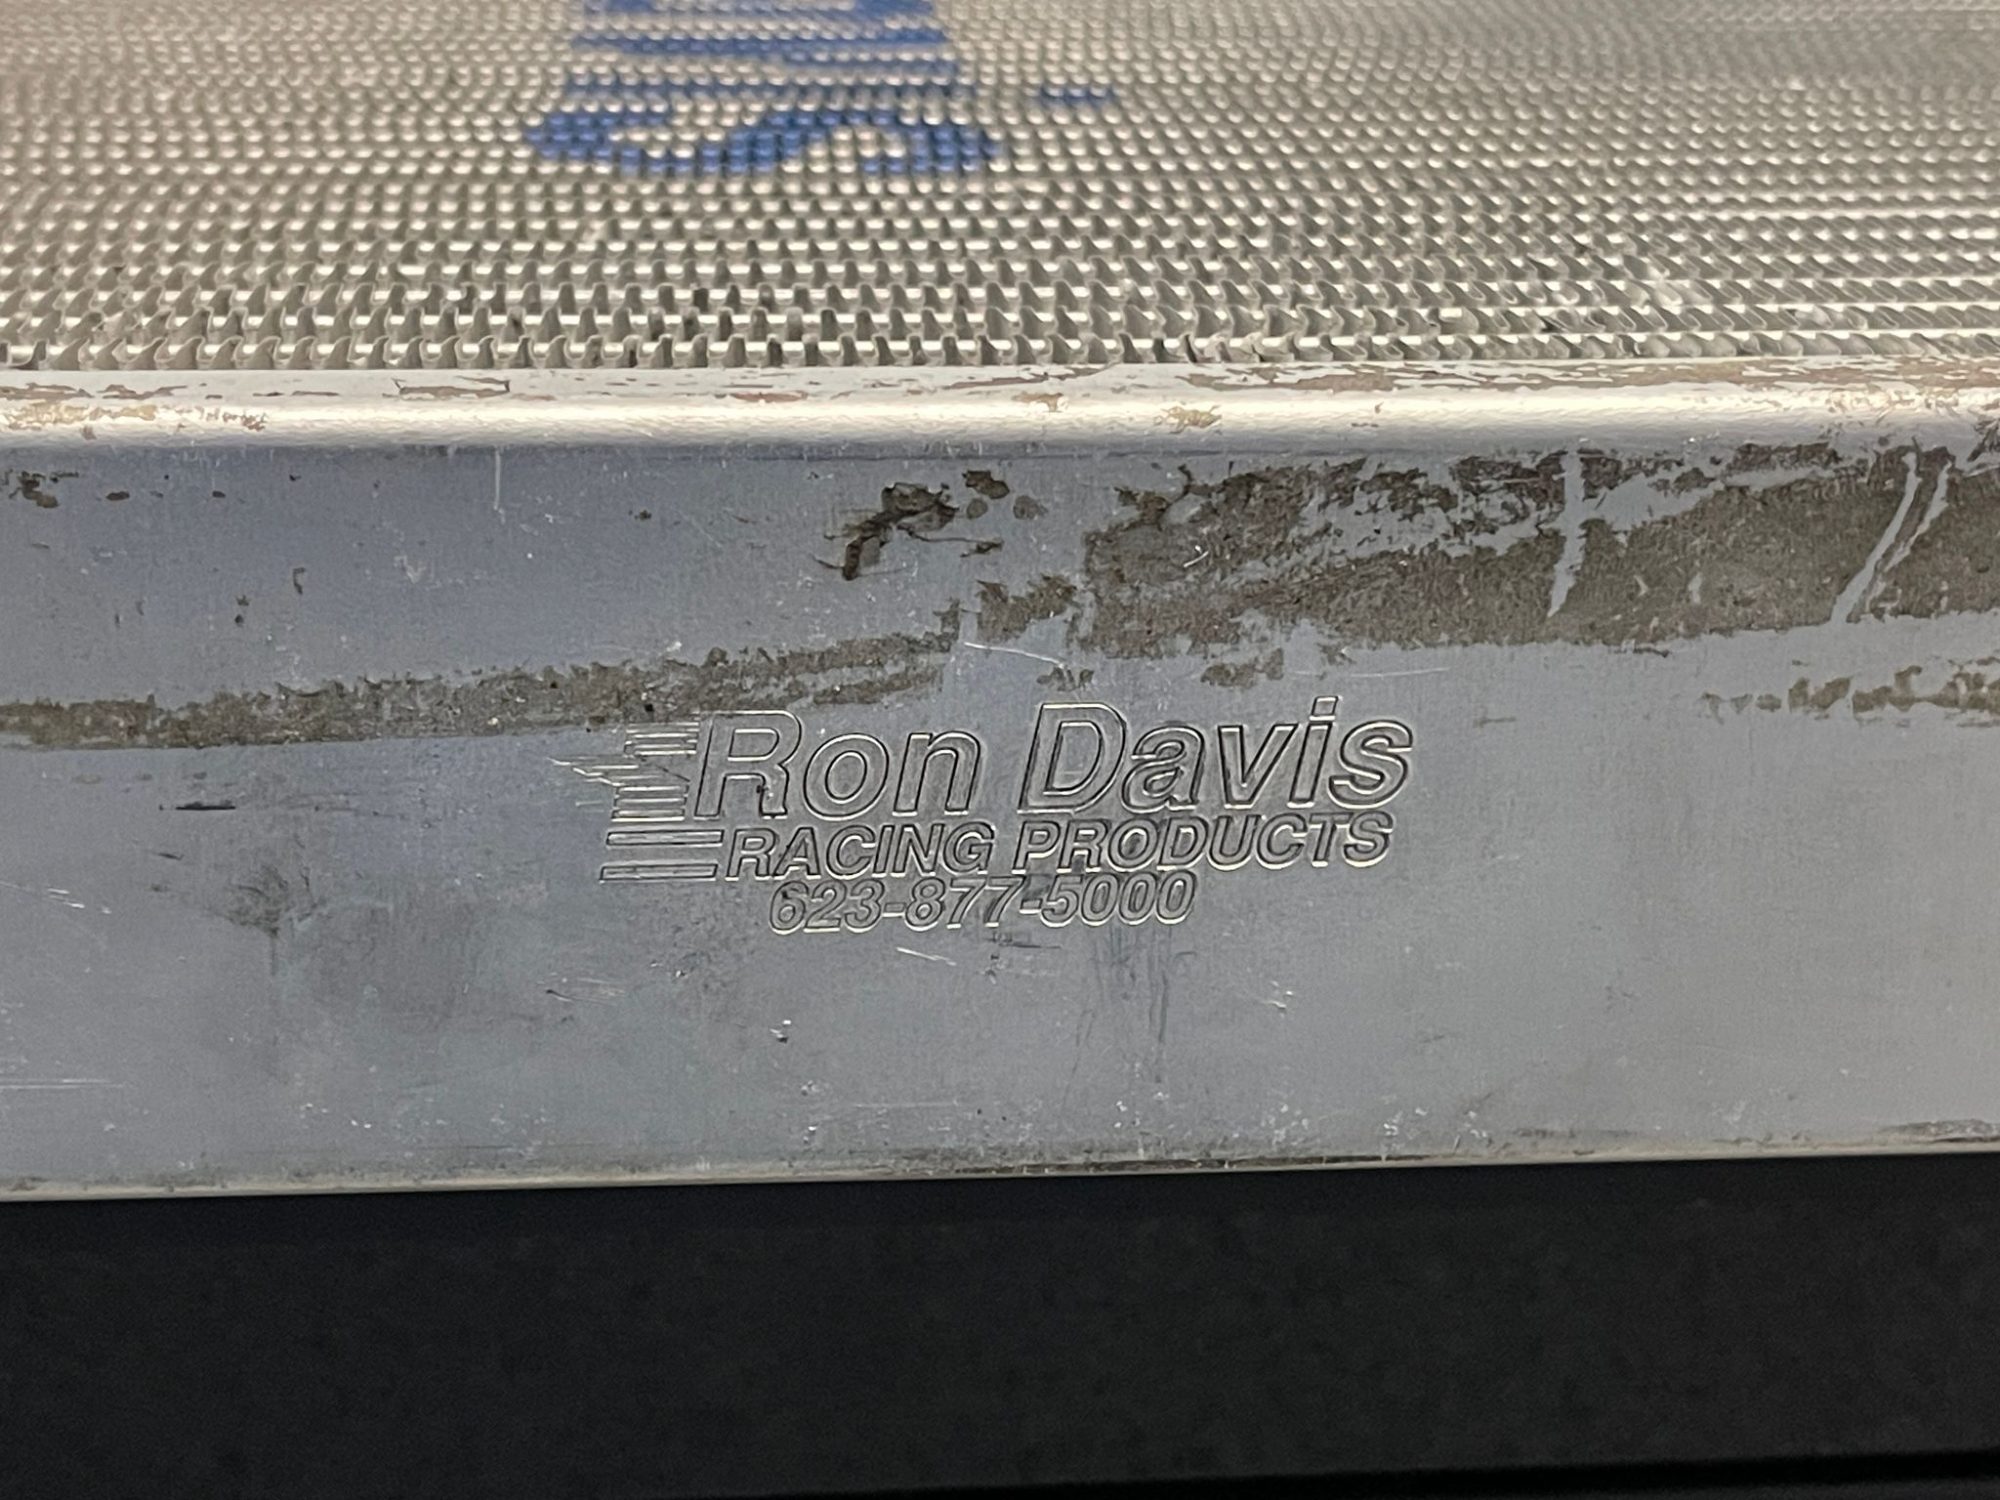 Ron Davis
RACING PRODUCTS
623-877-5000